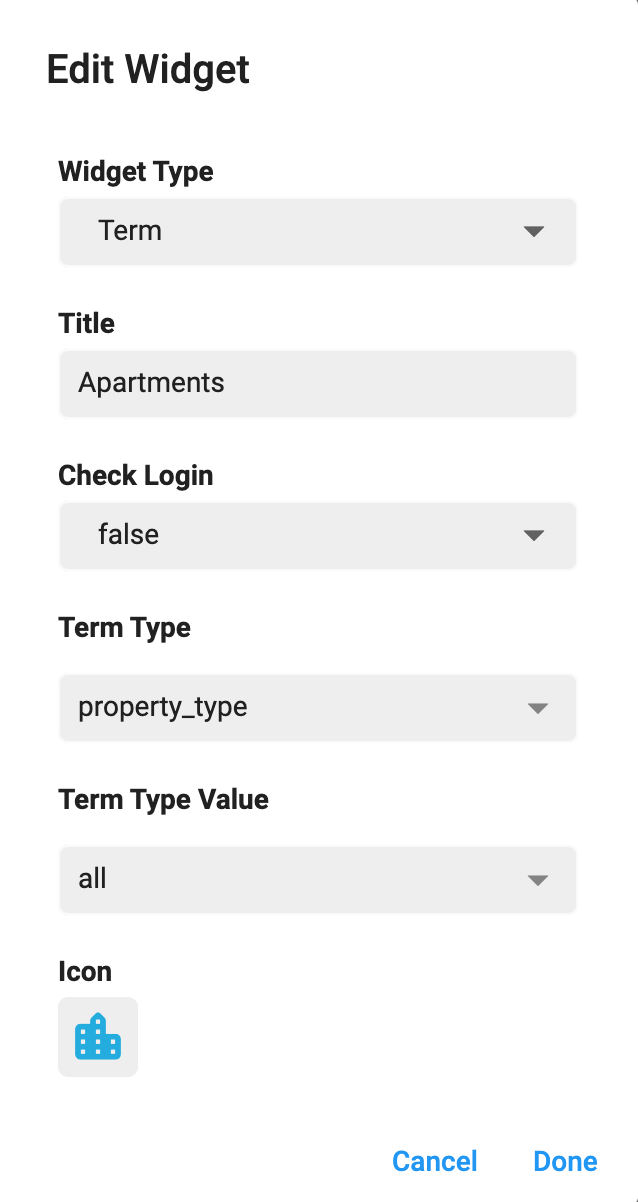 Edit Widget
Widget Type
Term
Title
Apartments
Check Login
false
Term Type
property_type
Term Type Value
all
Icon
Cancel Done